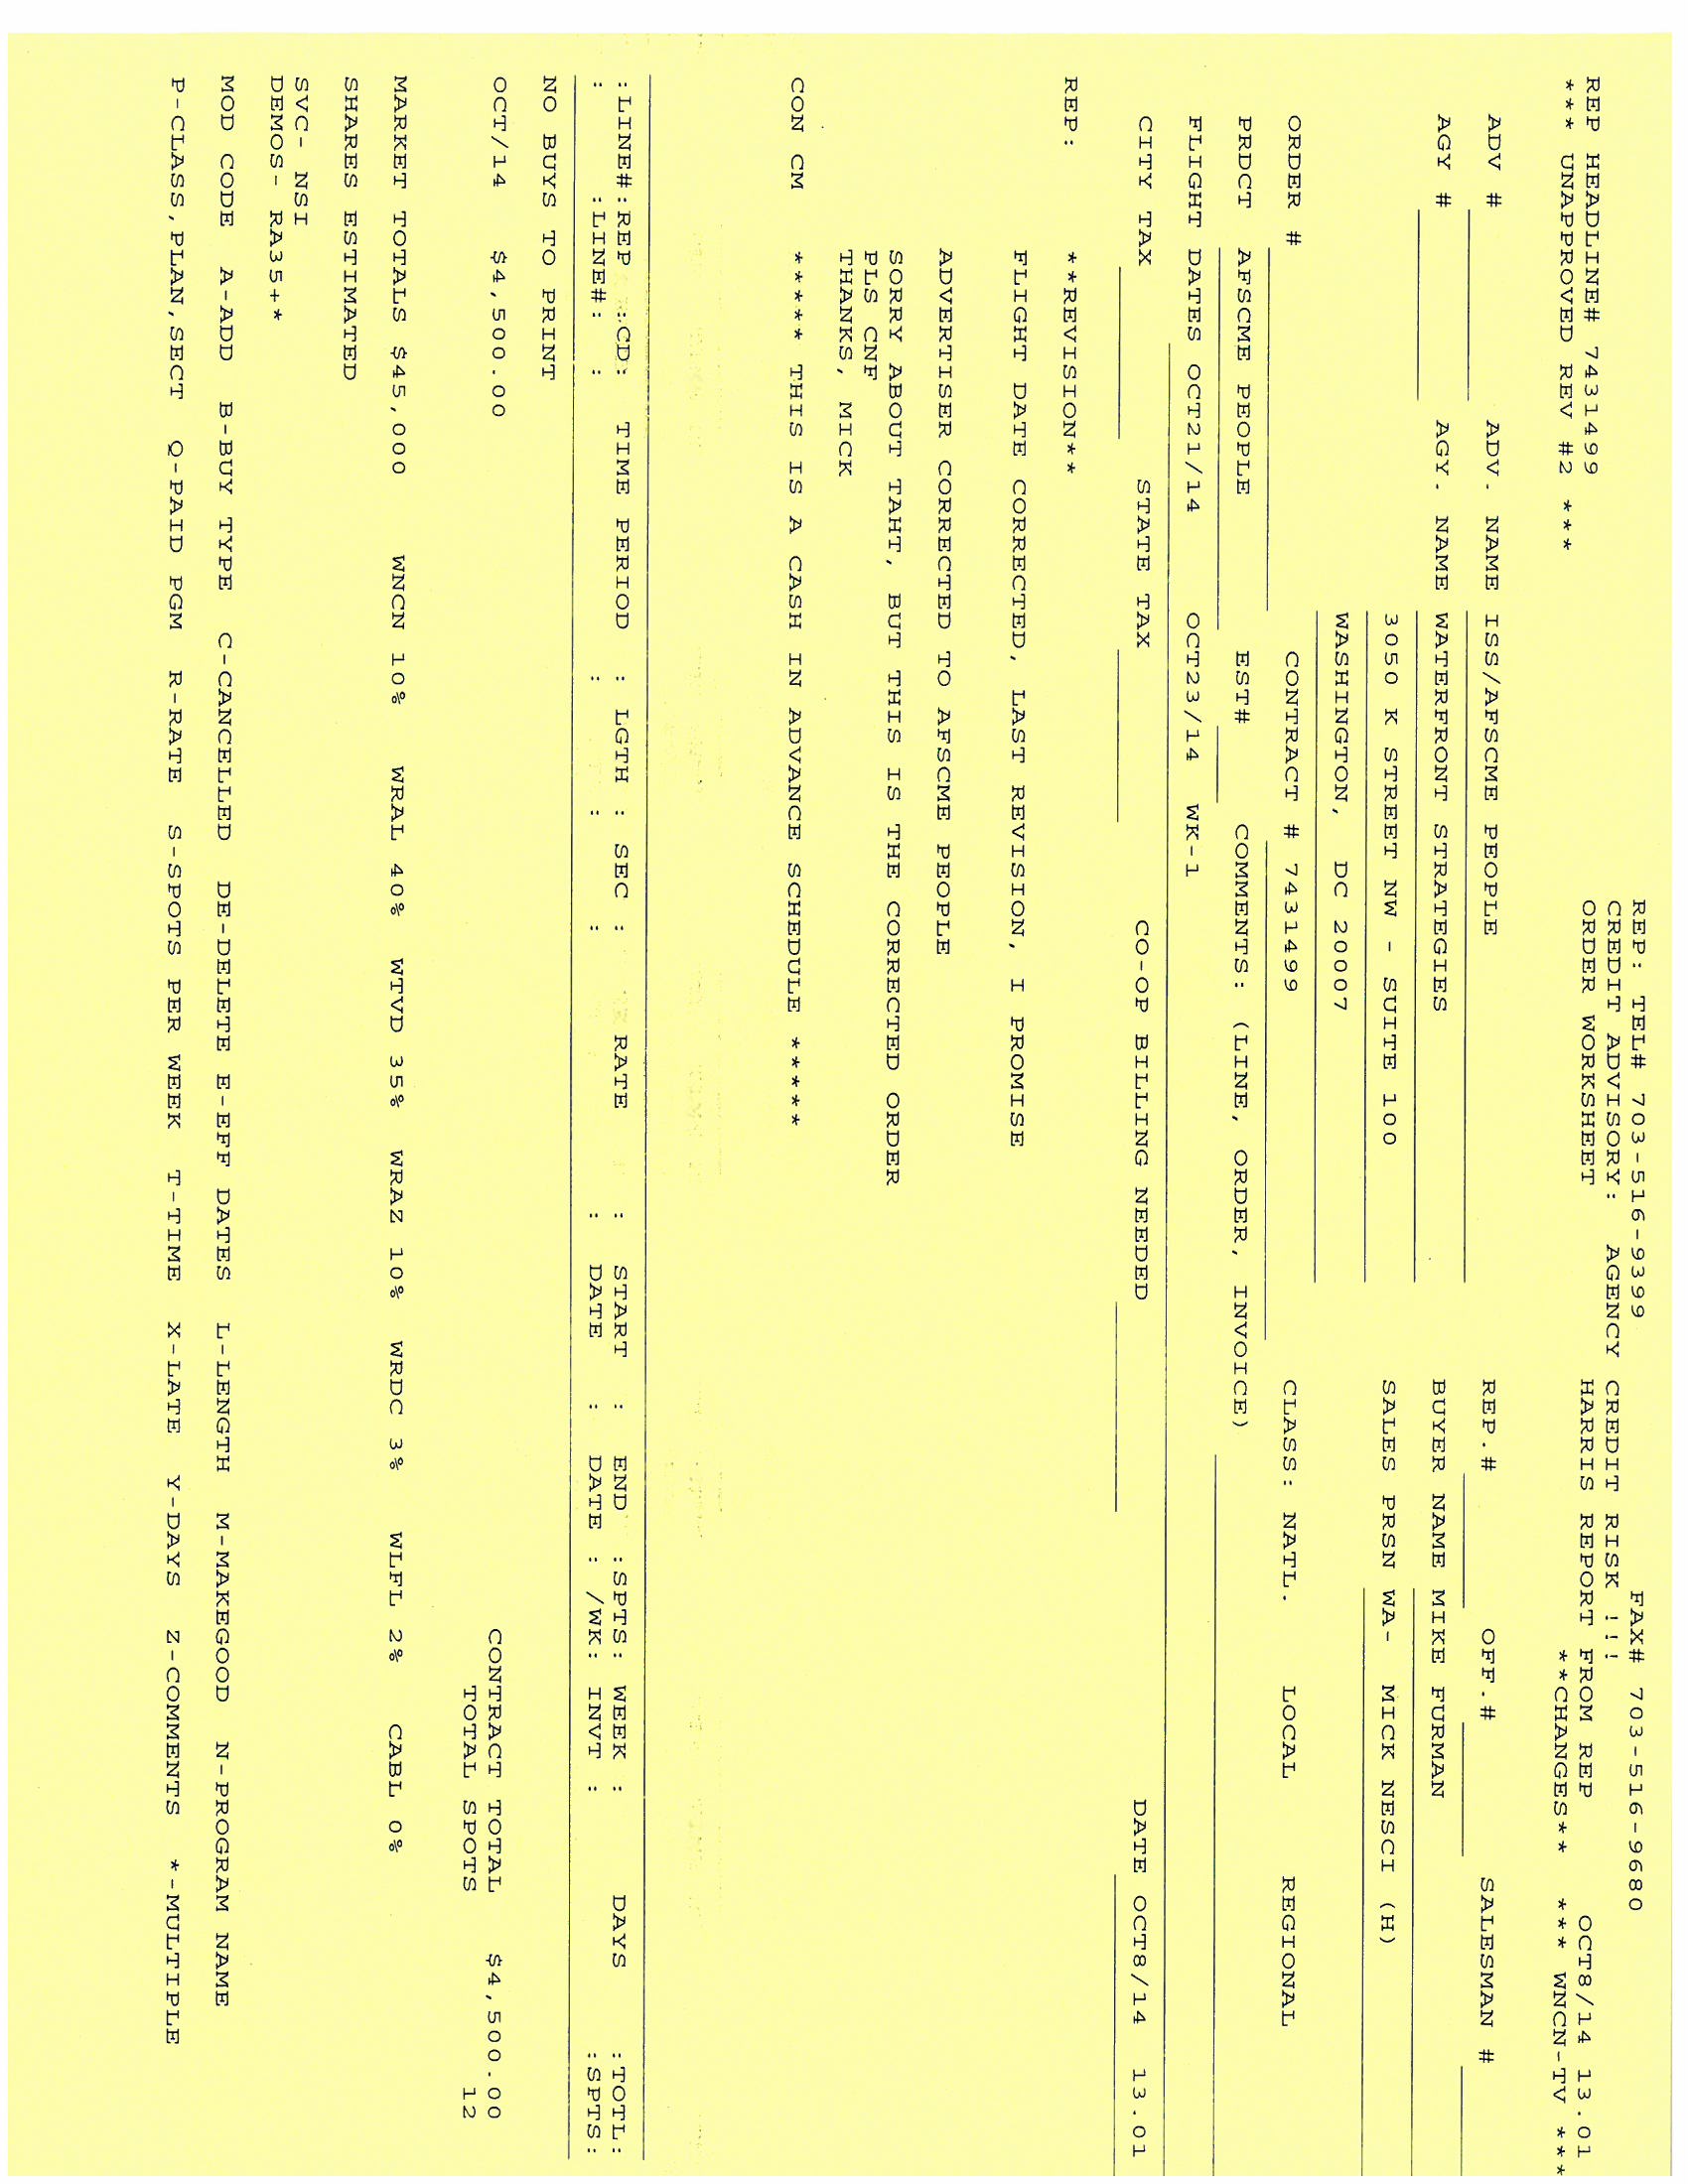 REP: TEL# 703-516-9399 FAX# 703-516-9680
CREDIT ADVISORY: AGENCY CREDIT RISK !!!
REP HEADLINE# 7431499 ORDER WORKSHEET HARRIS REPORT FROM REP OCT8/14 13.01
*** UNAPPROVED REV #2 *** **CHANGES** *** WNCN-TV ***
ADV # ADV. NAME ISS/AFSCME PEOPLE REP.# OFF.# SALESMAN #
AGY # AGY. NAME WATERFRONT STRATEGIES BUYER NAME MIKE FURMAN
3050 K STREET NW - SUITE 100 SALES PRSN WA- MICK NESCI (H)
WASHINGTON, DC 20007
ORDER # CONTRACT # 7431499 CLASS: NATL. LOCAL REGIONAL
PRDCT AFSCME PEOPLE EST# COMMENTS: (LINE, ORDER, INVOICE)
FLIGHT DATES OCT21/14 OCT23/14 WK-1
CITY TAX STATE TAX CO-OP BILLING NEEDED DATE OCT8/14 13.01
REP: **REVISION**
FLIGHT DATE CORRECTED, LAST REVISION, I PROMISE
ADVERTISER CORRECTED TO AFSCME PEOPLE
SORRY ABOUT TAHT, BUT THIS IS THE CORRECTED ORDER
PLS CNF
THANKS, MICK
CON CM ***** THIS IS A CASH IN ADVANCE SCHEDULE *****
:LINE#:REP :CD: TIME PERIOD : LGTH : SEC : RATE : START : END :SPTS: WEEK : DAYS :TOTL:
: :LINE#: : : : : : DATE : DATE : /WK: INVT : :SPTS:
NO BUYS TO PRINT
OCT/14 $4,500.00 CONTRACT TOTAL $4,500.00
TOTAL SPOTS 12
MARKET TOTALS $45,000 WNCN 10% WRAL 40% WTVD 35% WRAZ 10% WRDC 3% WLFL 2% CABL 0%
SHARES ESTIMATED
SVC- NSI
DEMOS- RA35+*
MOD CODE A-ADD B-BUY TYPE C-CANCELLED DE-DELETE E-EFF DATES L-LENGTH M-MAKEGOOD N-PROGRAM NAME
P-CLASS,PLAN,SECT Q-PAID PGM R-RATE S-SPOTS PER WEEK T-TIME X-LATE Y-DAYS Z-COMMENTS *-MULTIPLE